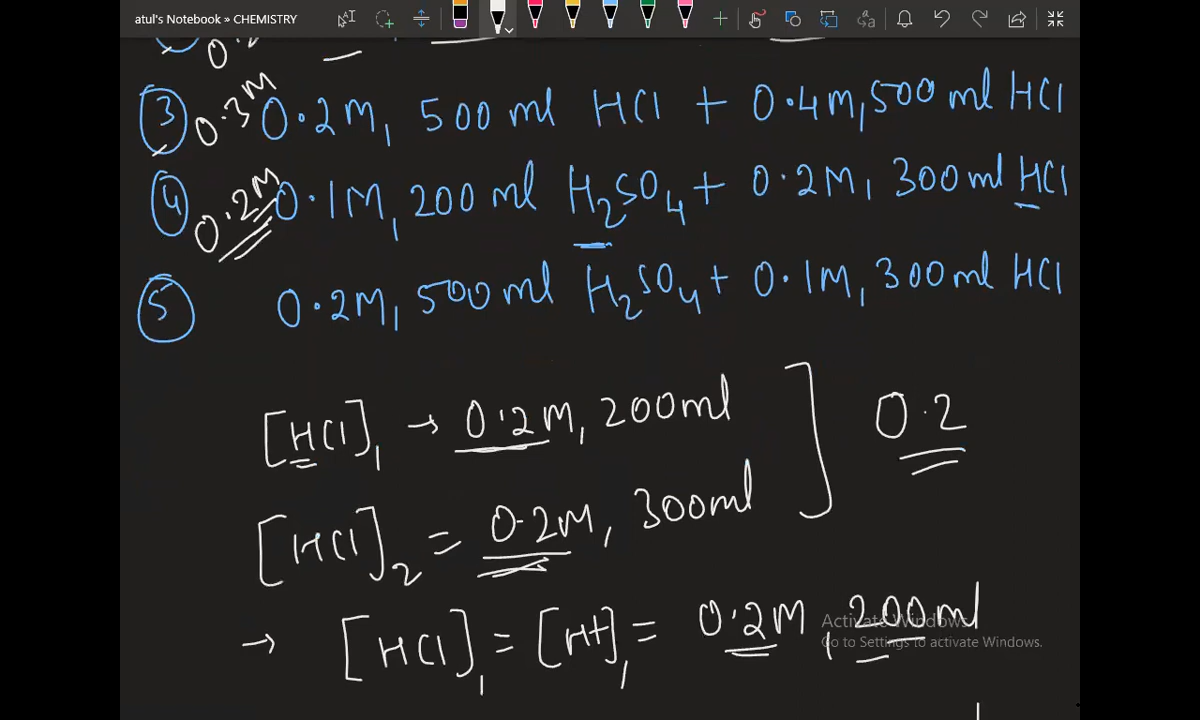 atul's Notebook » CHEMISTRY
③ 0.3M 0.2M, 500 ml HCl + 0.4M, 500 ml HCl
④ 0.2M 0.1M, 200 ml H₂SO₄ + 0.2M, 300 ml HCl
⑤ 0.2M, 500 ml H₂SO₄ + 0.1M, 300 ml HCl
[HCl]₁ → 0.2M, 200ml
0.2
[HCl]₂ = 0.2M, 300ml
→ [HCl]₁ = [H+]₁ = 0.2M, 200ml
Activate Windows
Go to Settings to activate Windows.